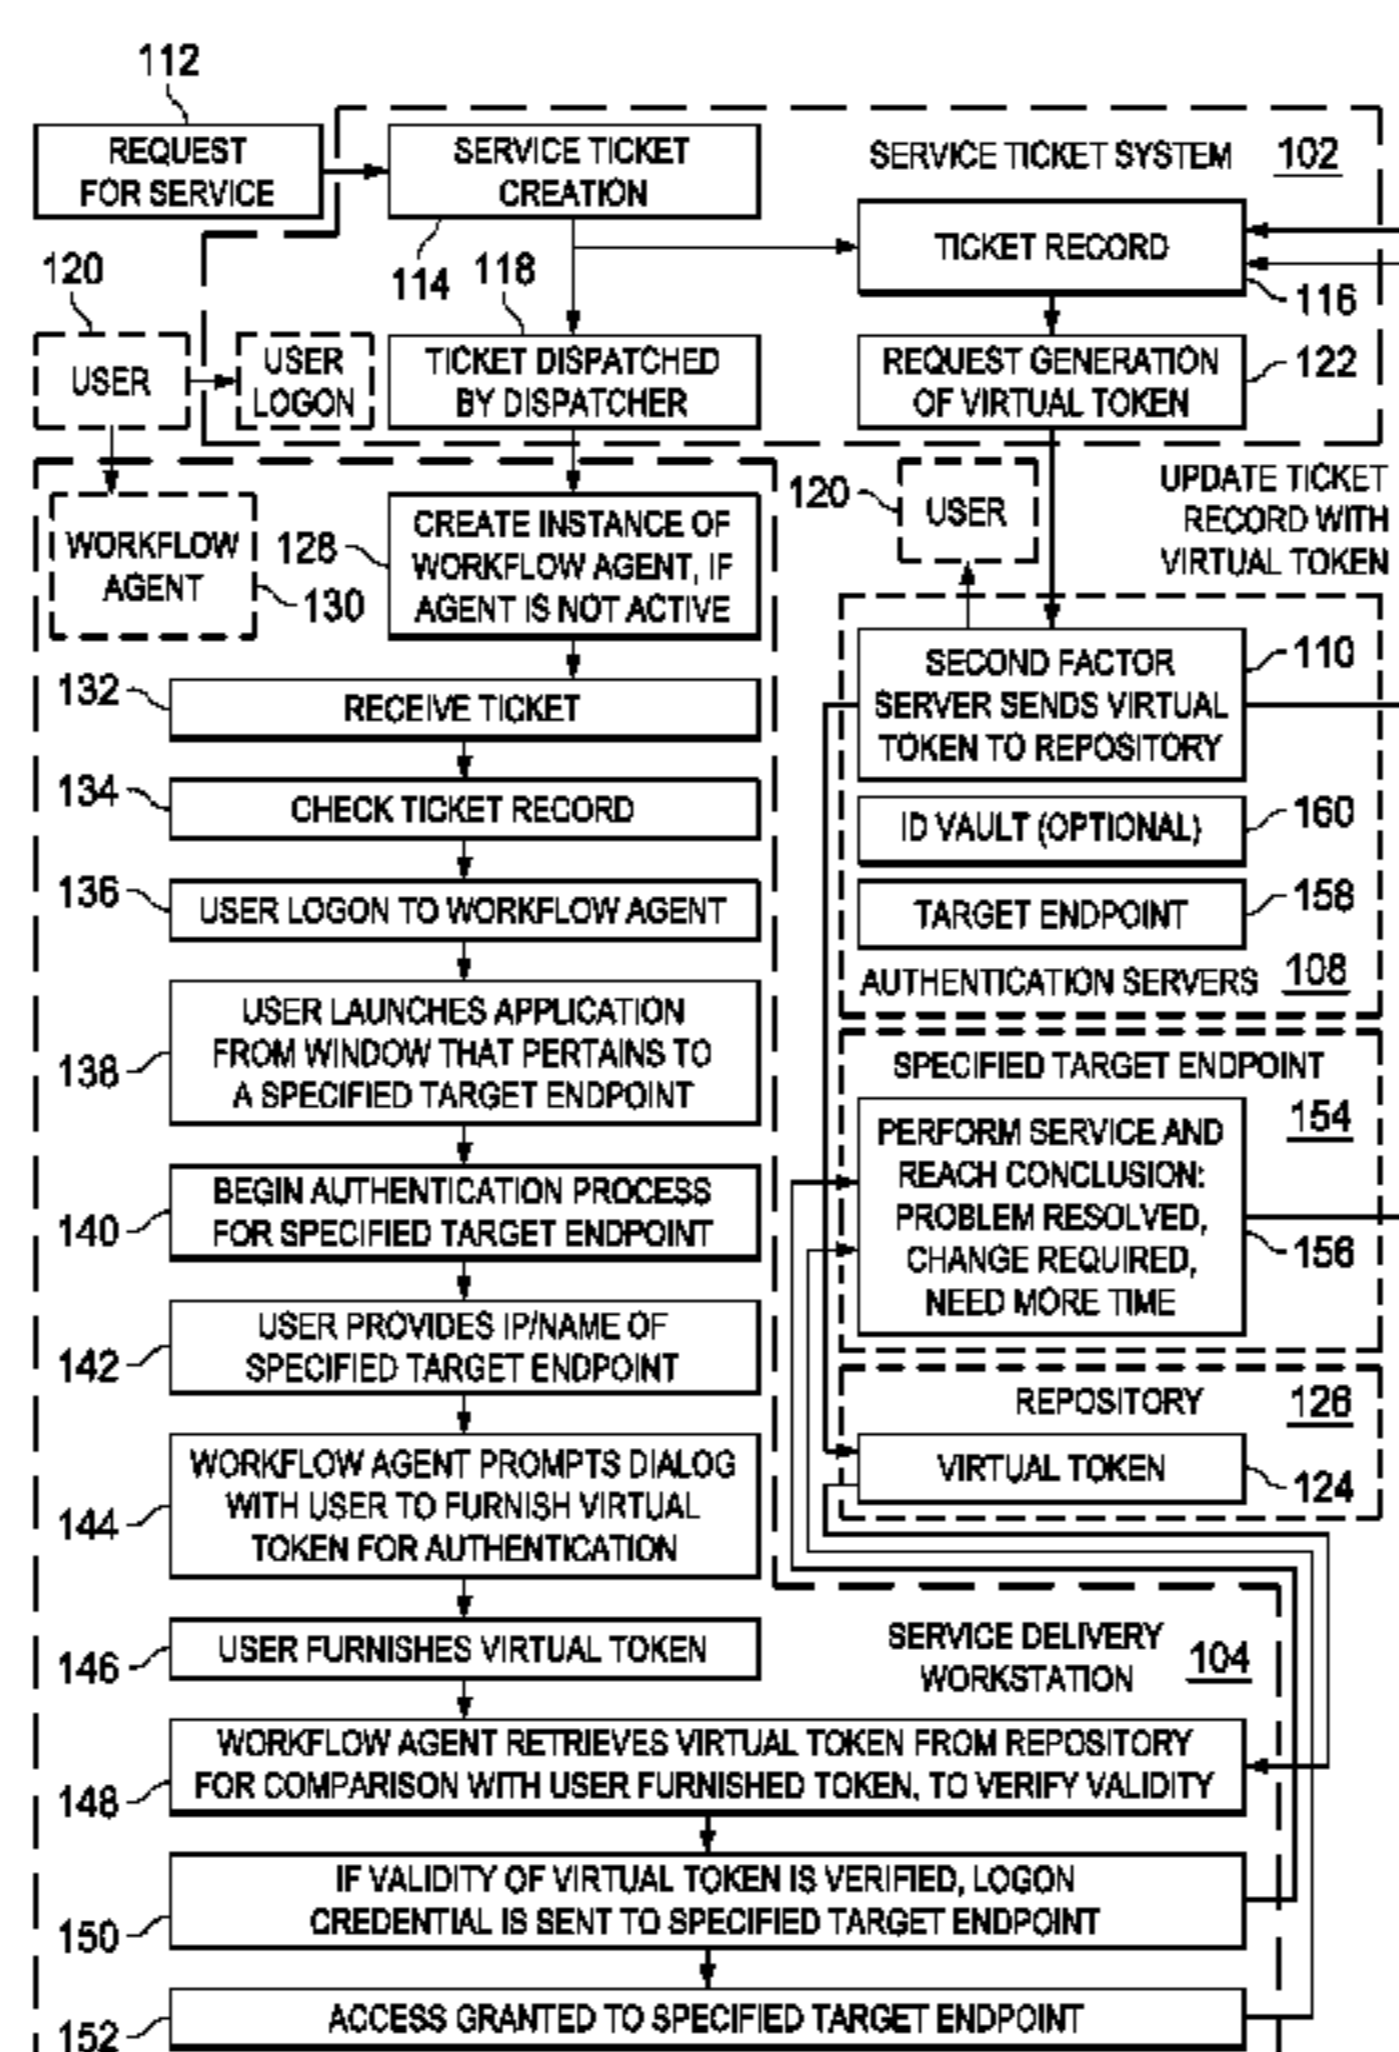 112
REQUEST
FOR SERVICE
SERVICE TICKET
CREATION
114
SERVICE TICKET SYSTEM 102
TICKET RECORD
116
120
USER
USER
LOGON
118
TICKET DISPATCHED
BY DISPATCHER
REQUEST GENERATION
OF VIRTUAL TOKEN
122
WORKFLOW
AGENT
130
128
CREATE INSTANCE OF
WORKFLOW AGENT, IF
AGENT IS NOT ACTIVE
120
USER
UPDATE TICKET
RECORD WITH
VIRTUAL TOKEN
132
RECEIVE TICKET
134
CHECK TICKET RECORD
136
USER LOGON TO WORKFLOW AGENT
138
USER LAUNCHES APPLICATION
FROM WINDOW THAT PERTAINS TO
A SPECIFIED TARGET ENDPOINT
140
BEGIN AUTHENTICATION PROCESS
FOR SPECIFIED TARGET ENDPOINT
142
USER PROVIDES IP/NAME OF
SPECIFIED TARGET ENDPOINT
144
WORKFLOW AGENT PROMPTS DIALOG
WITH USER TO FURNISH VIRTUAL
TOKEN FOR AUTHENTICATION
146
USER FURNISHES VIRTUAL TOKEN
SECOND FACTOR
SERVER SENDS VIRTUAL
TOKEN TO REPOSITORY
110
ID VAULT (OPTIONAL)
160
TARGET ENDPOINT
158
AUTHENTICATION SERVERS 108
SPECIFIED TARGET ENDPOINT
154
PERFORM SERVICE AND
REACH CONCLUSION:
PROBLEM RESOLVED,
CHANGE REQUIRED,
NEED MORE TIME
156
REPOSITORY 126
VIRTUAL TOKEN
124
SERVICE DELIVERY
WORKSTATION
104
148
WORKFLOW AGENT RETRIEVES VIRTUAL TOKEN FROM REPOSITORY
FOR COMPARISON WITH USER FURNISHED TOKEN, TO VERIFY VALIDITY
150
IF VALIDITY OF VIRTUAL TOKEN IS VERIFIED, LOGON
CREDENTIAL IS SENT TO SPECIFIED TARGET ENDPOINT
152
ACCESS GRANTED TO SPECIFIED TARGET ENDPOINT